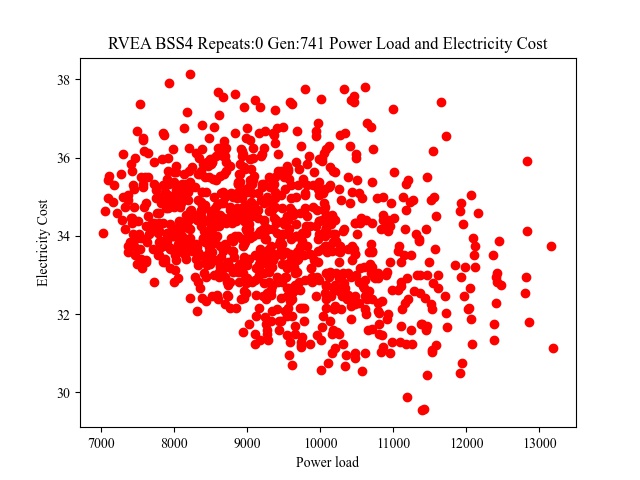 RVEA BSS4 Repeats:0 Gen:741 Power Load and Electricity Cost
38
36
34
32
30
Electricity Cost
7000 8000 9000 10000 11000 12000 13000
Power load